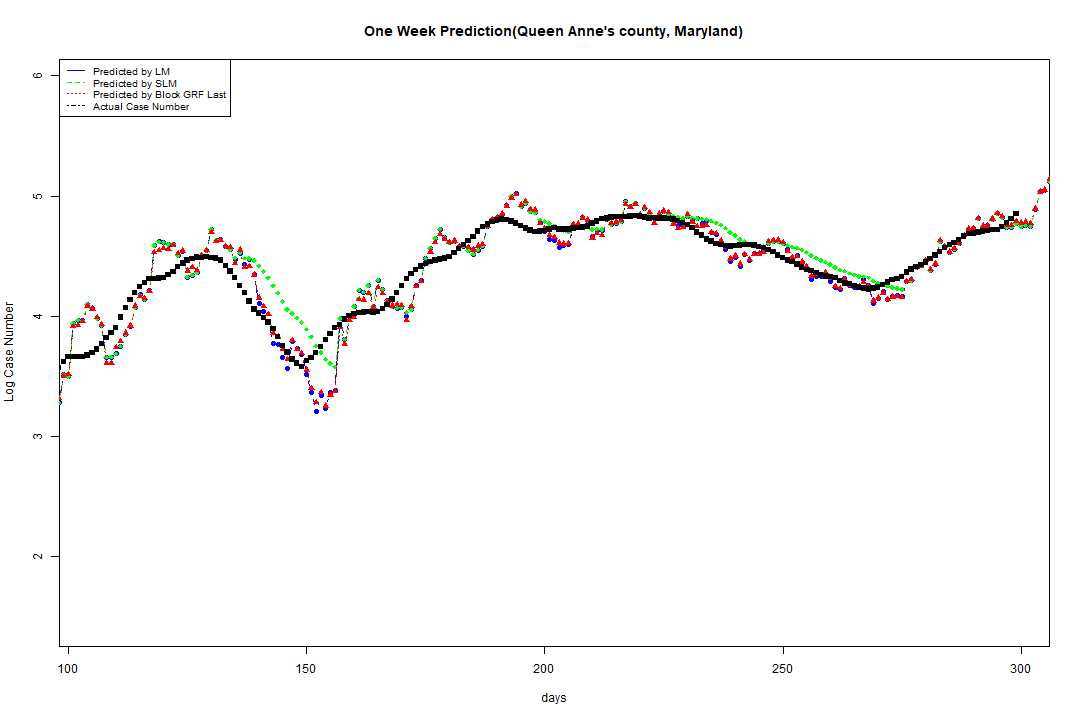 One Week Prediction(Queen Anne's county, Maryland)
Predicted by LM
Predicted by SLM
Predicted by Block GRF Last
Actual Case Number
6
5
4
3
2
Log Case Number
100 150 200 250 300
days